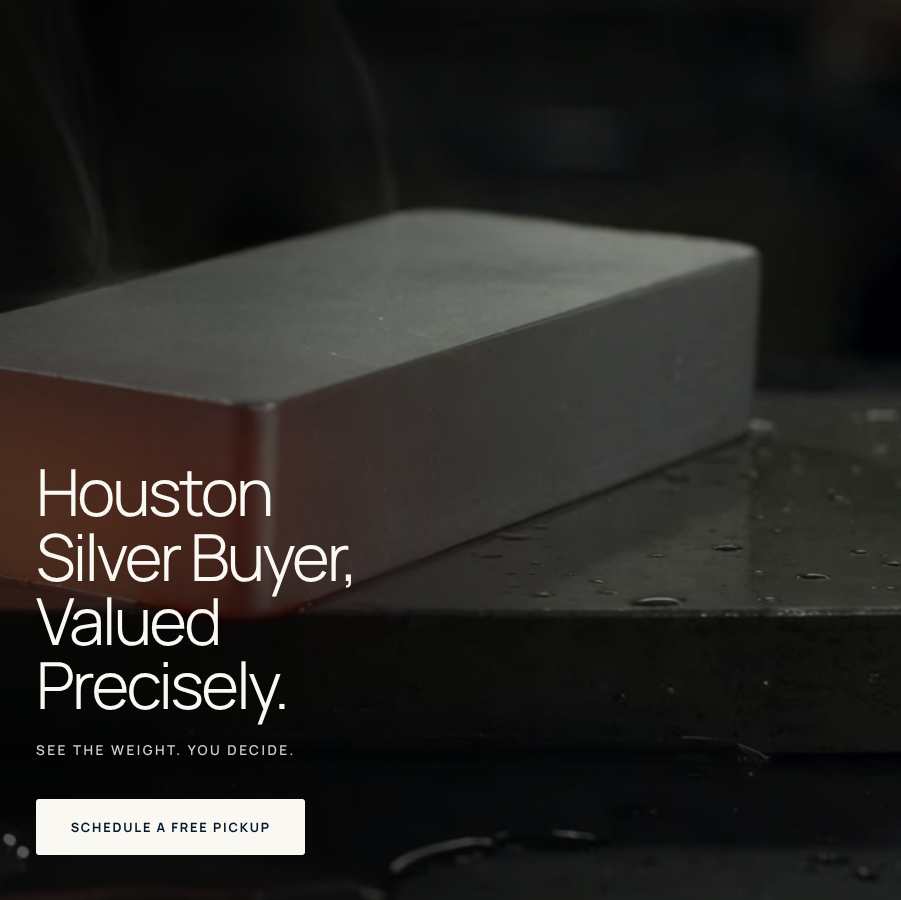 Houston
Silver Buyer,
Valued
Precisely.
SEE THE WEIGHT. YOU DECIDE.
SCHEDULE A FREE PICKUP